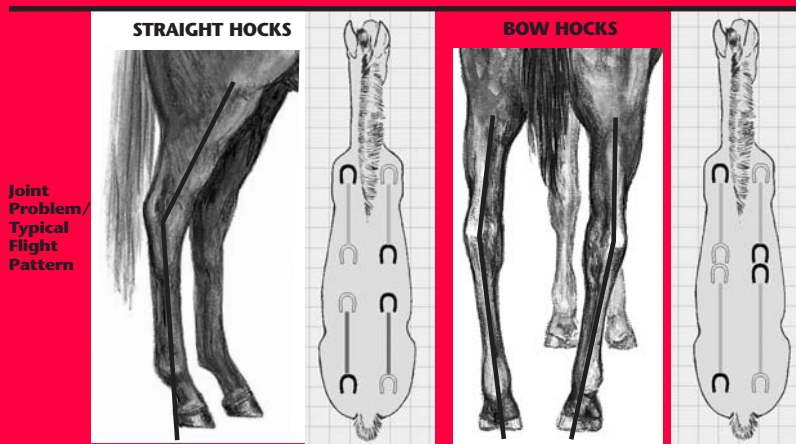 STRAIGHT HOCKS
BOW HOCKS
Joint
Problem/
Typical
Flight
Pattern